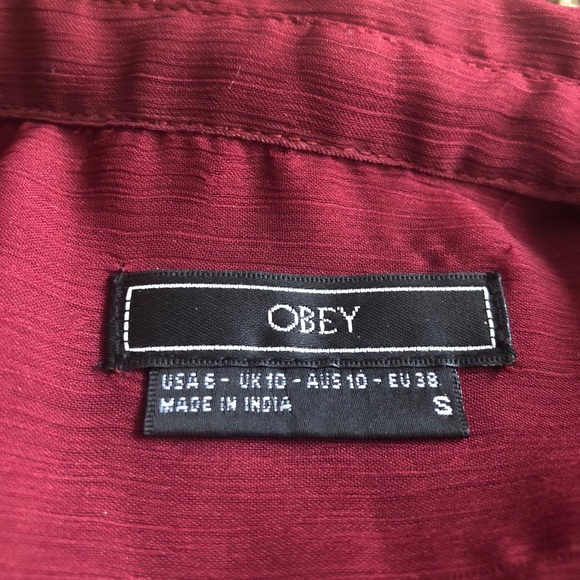 OBEY
USA 6 - UK 10 - AUS 10 - EU 38
MADE IN INDIA S